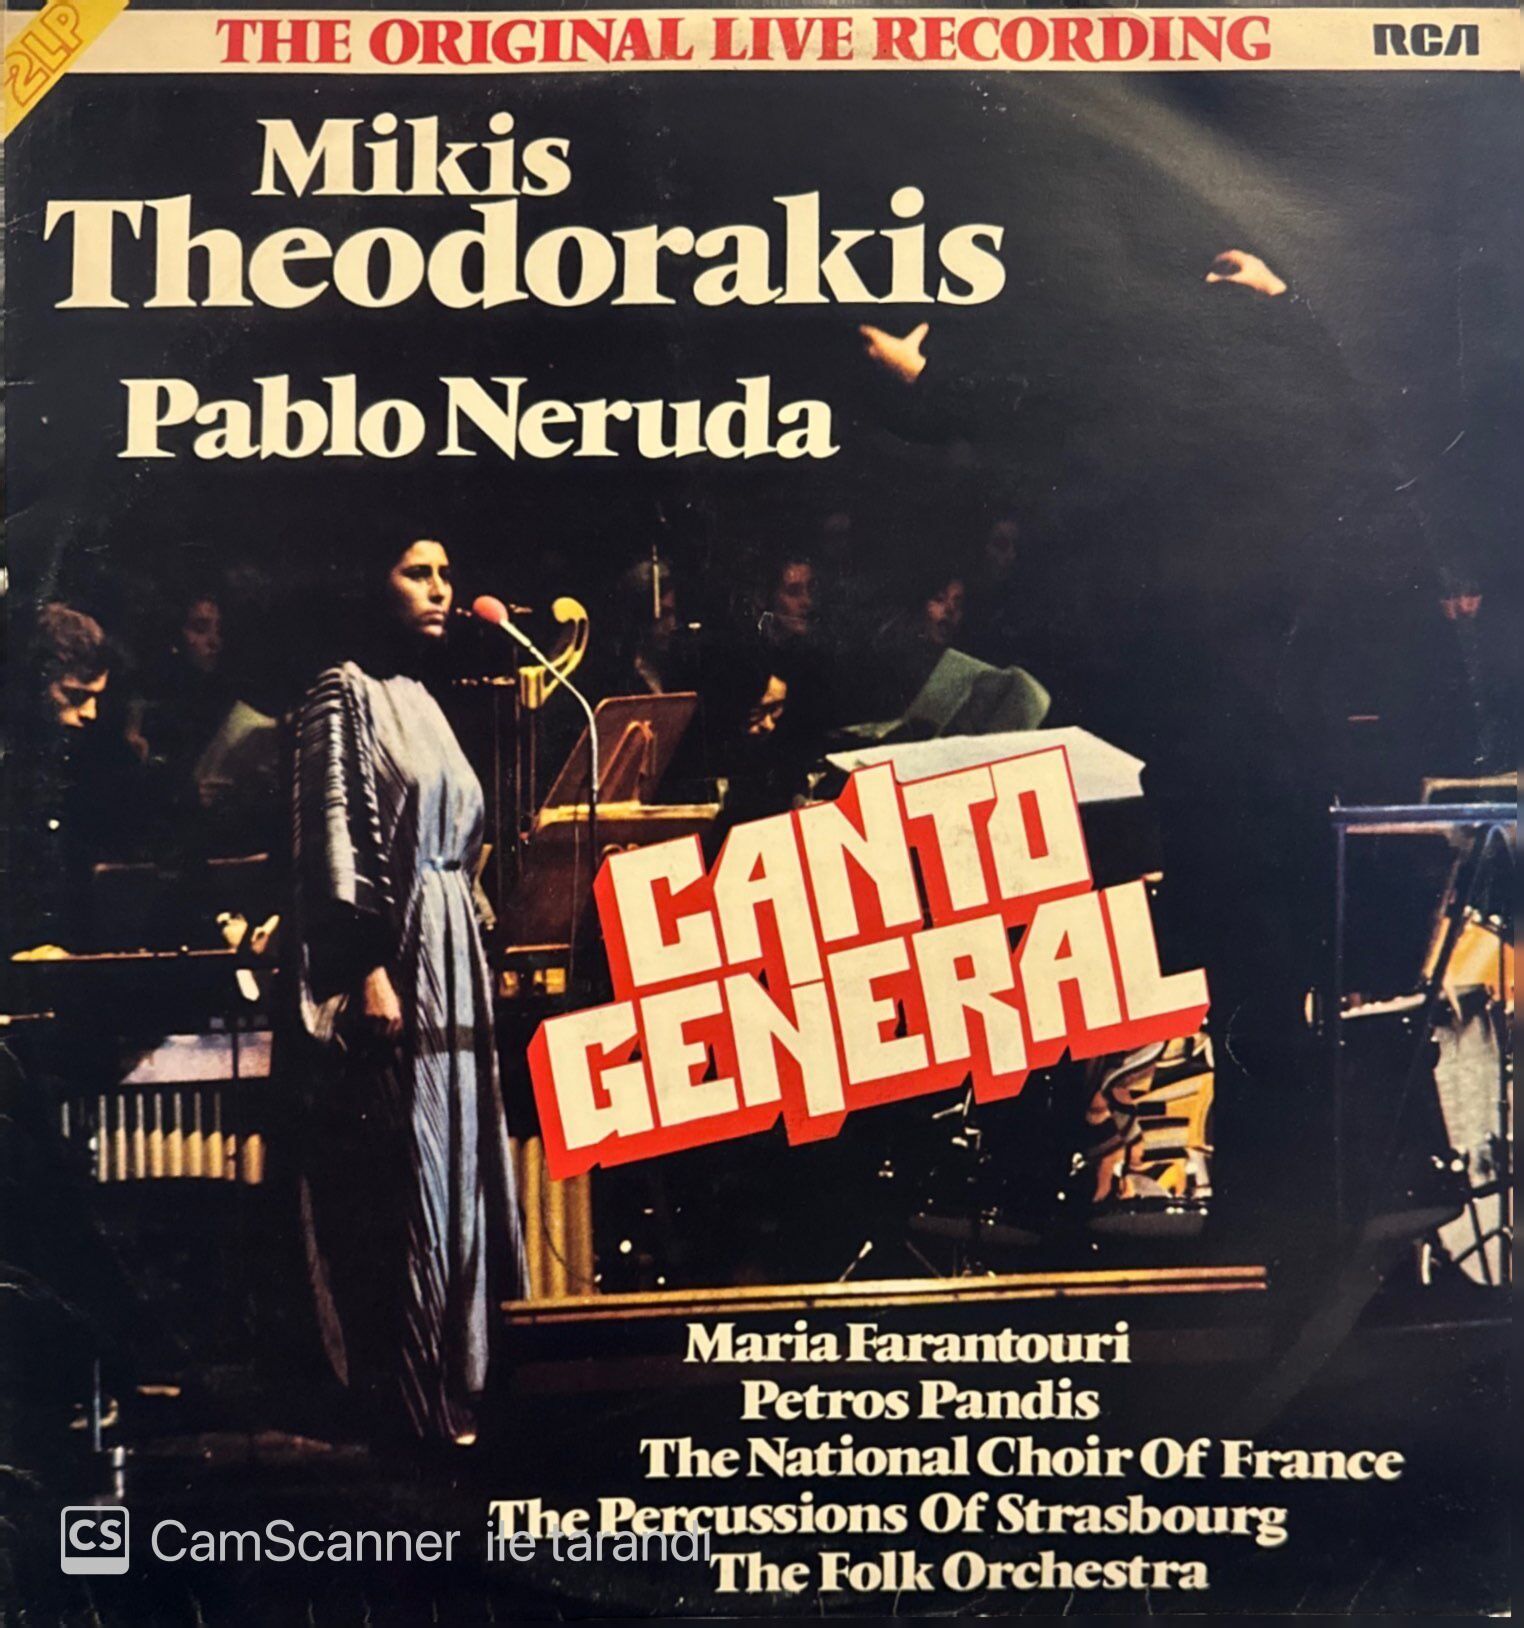 2LP
THE ORIGINAL LIVE RECORDING
RCA
Mikis
Theodorakis
Pablo Neruda
CANTO
GENERAL
Maria Farantouri
Petros Pandis
The National Choir Of France
The Percussions Of Strasbourg
The Folk Orchestra
CS CamScanner ile tarandı